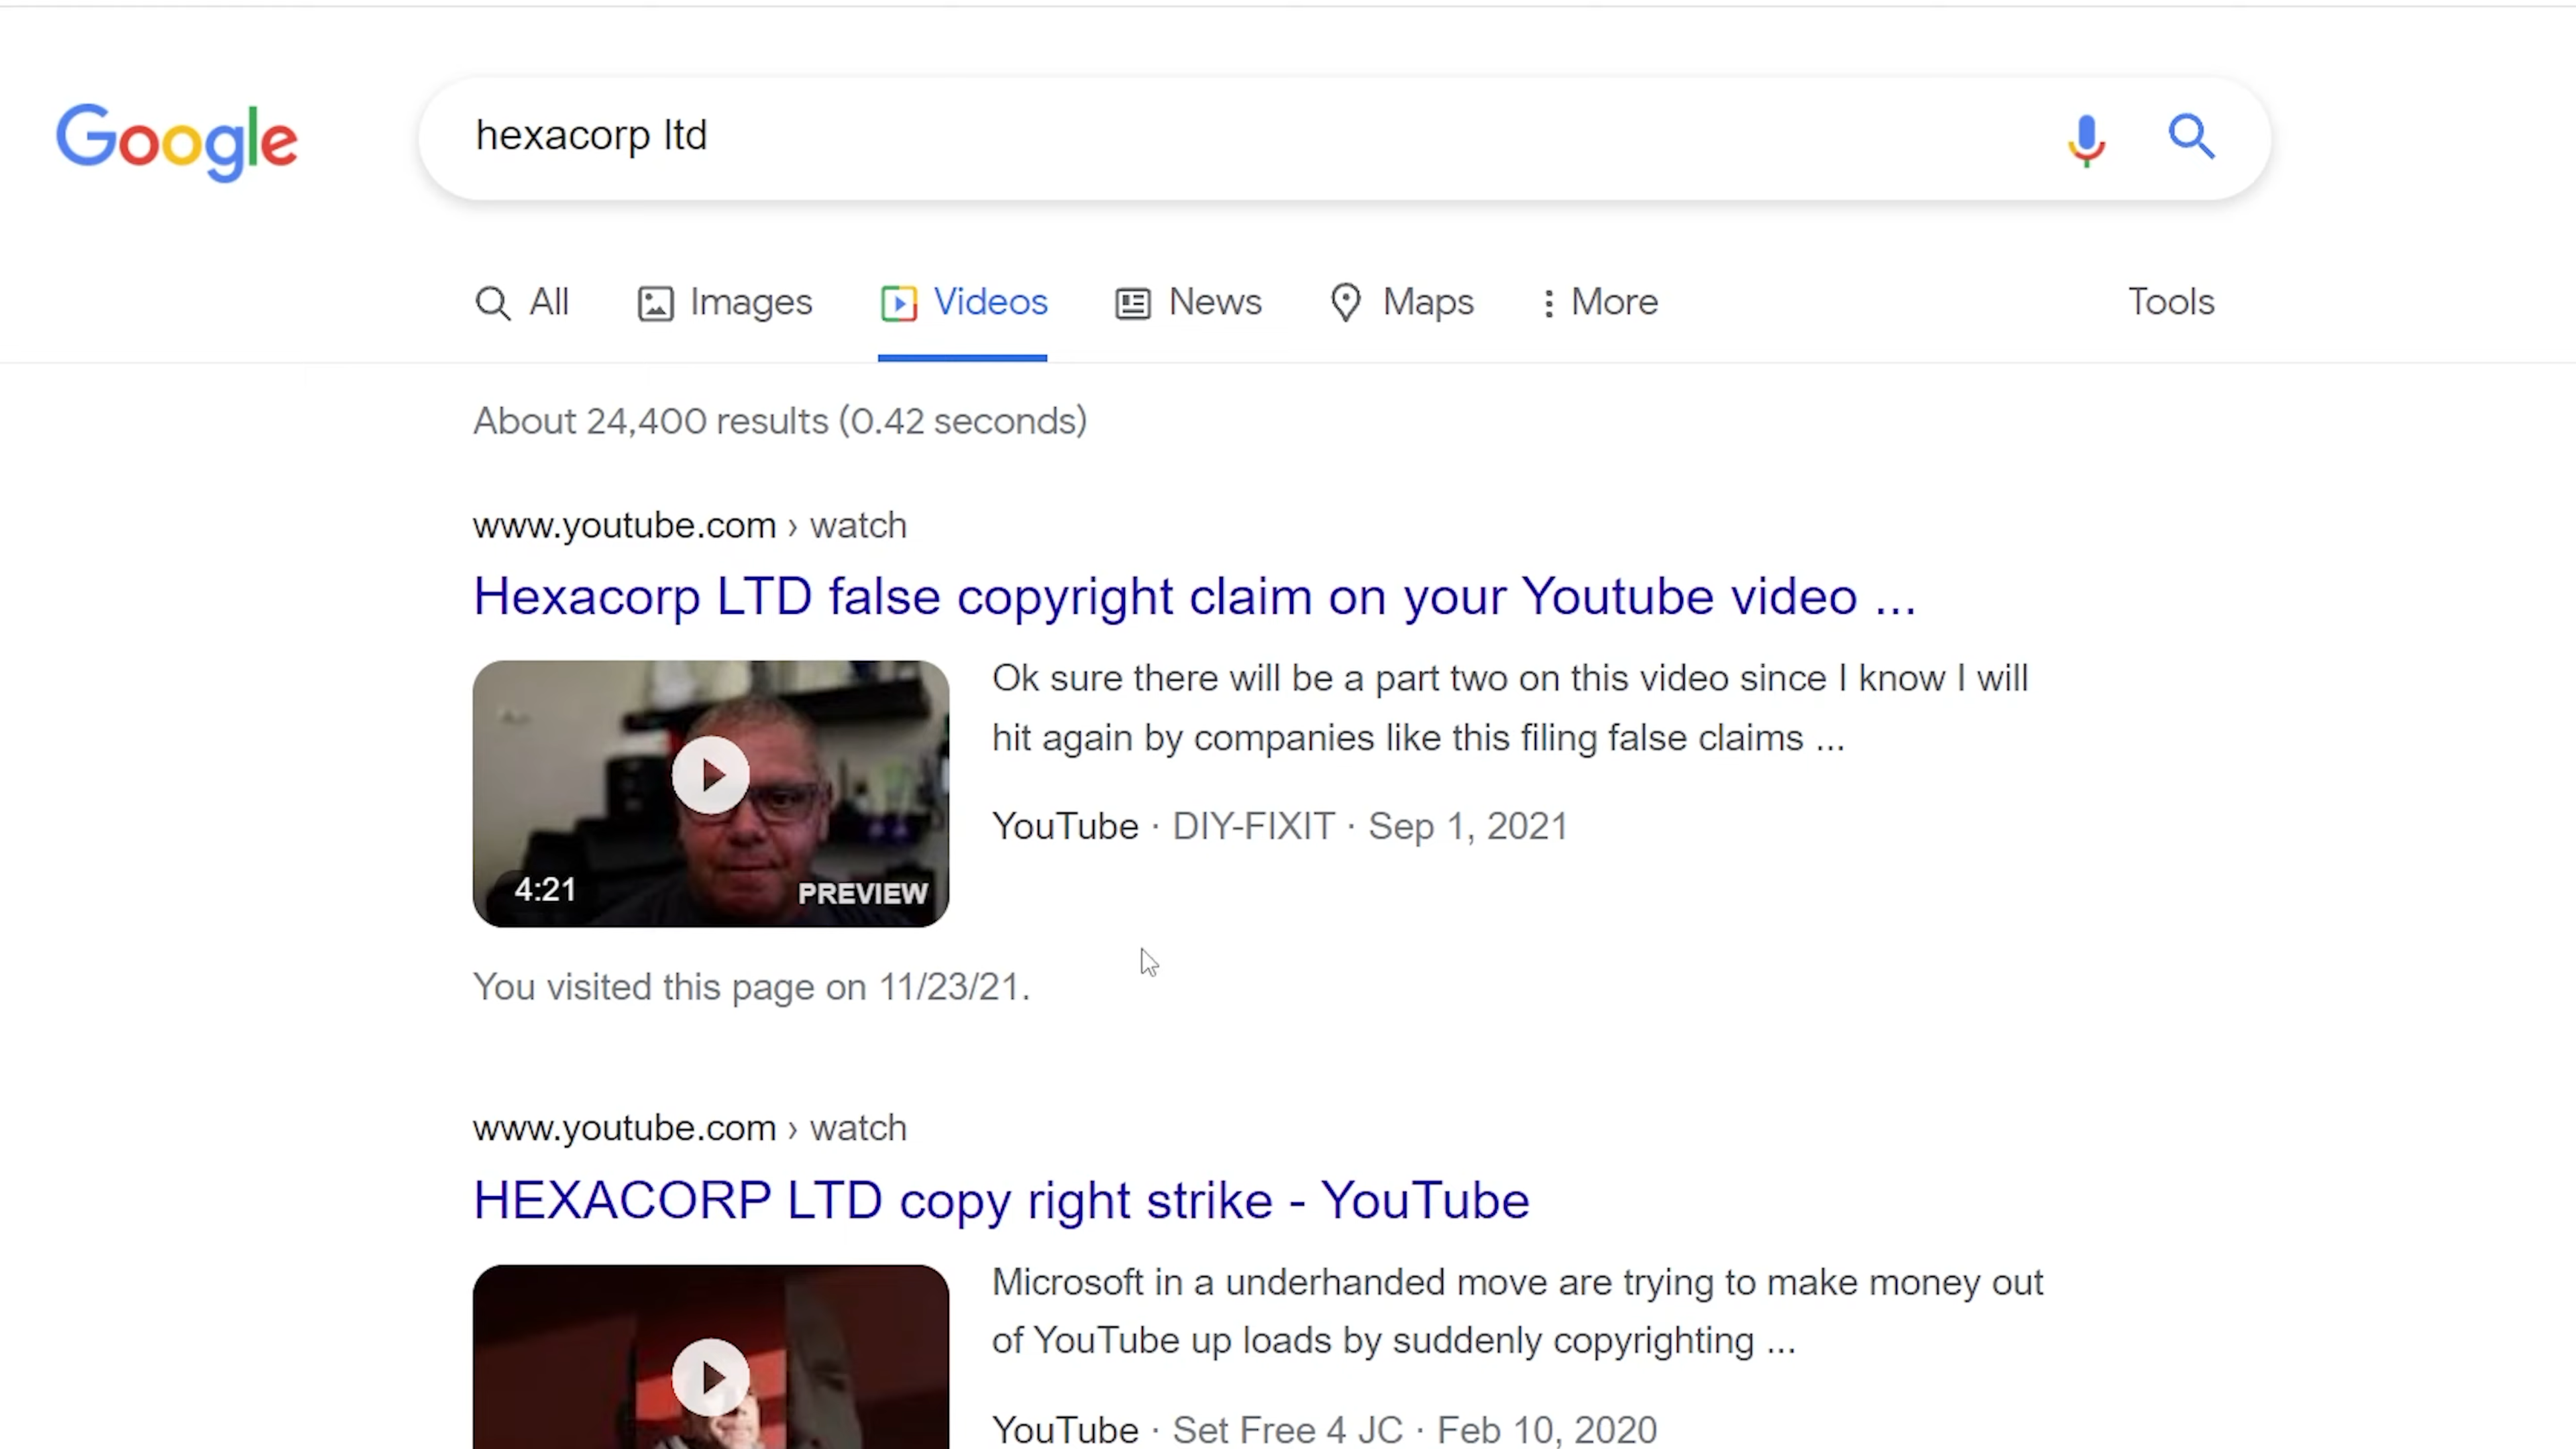 Google
hexacorp ltd
All Images Videos News Maps More Tools
About 24,400 results (0.42 seconds)
www.youtube.com › watch
Hexacorp LTD false copyright claim on your Youtube video ...
Ok sure there will be a part two on this video since I know I will
hit again by companies like this filing false claims ...
YouTube · DIY-FIXIT · Sep 1, 2021
4:21 PREVIEW
You visited this page on 11/23/21.
www.youtube.com › watch
HEXACORP LTD copy right strike - YouTube
Microsoft in a underhanded move are trying to make money out
of YouTube up loads by suddenly copyrighting ...
YouTube · Set Free 4 JC · Feb 10, 2020